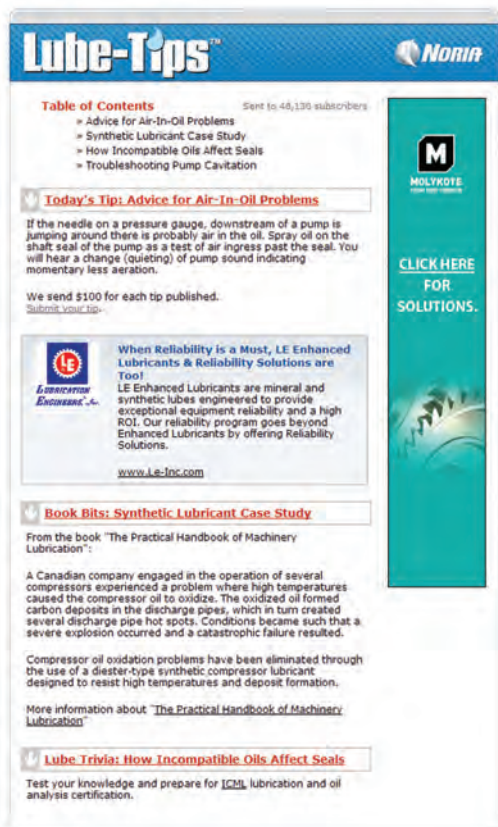 Lube-Tips™
NORIA
Table of Contents
Sent to 48,136 subscribers
» Advice for Air-In-Oil Problems
» Synthetic Lubricant Case Study
» How Incompatible Oils Affect Seals
» Troubleshooting Pump Cavitation
Today's Tip: Advice for Air-In-Oil Problems
If the needle on a pressure gauge, downstream of a pump is
jumping around there is probably air in the oil. Spray oil on the
shaft seal of the pump as a test of air ingress past the seal. You
will hear a change (quieting) of pump sound indicating
momentary less aeration.
We send $100 for each tip published.
Submit your tip.
LE
LUBRICATION
ENGINEERS
When Reliability is a Must, LE Enhanced
Lubricants & Reliability Solutions are
Too!
LE Enhanced Lubricants are mineral and
synthetic lubes engineered to provide
exceptional equipment reliability and a high
ROI. Our reliability program goes beyond
Enhanced Lubricants by offering Reliability
Solutions.
www.Le-Inc.com
Book Bits: Synthetic Lubricant Case Study
From the book "The Practical Handbook of Machinery
Lubrication":
A Canadian company engaged in the operation of several
compressors experienced a problem where high temperatures
caused the compressor oil to oxidize. The oxidized oil formed
carbon deposits in the discharge pipes, which in turn created
several discharge pipe hot spots. Conditions became such that a
severe explosion occurred and a catastrophic failure resulted.
Compressor oil oxidation problems have been eliminated through
the use of a diester-type synthetic compressor lubricant
designed to resist high temperatures and deposit formation.
More information about "The Practical Handbook of Machinery
Lubrication"
Lube Trivia: How Incompatible Oils Affect Seals
Test your knowledge and prepare for ICML lubrication and oil
analysis certification.
M
MOLYKOTE
CLICK HERE
FOR
SOLUTIONS.